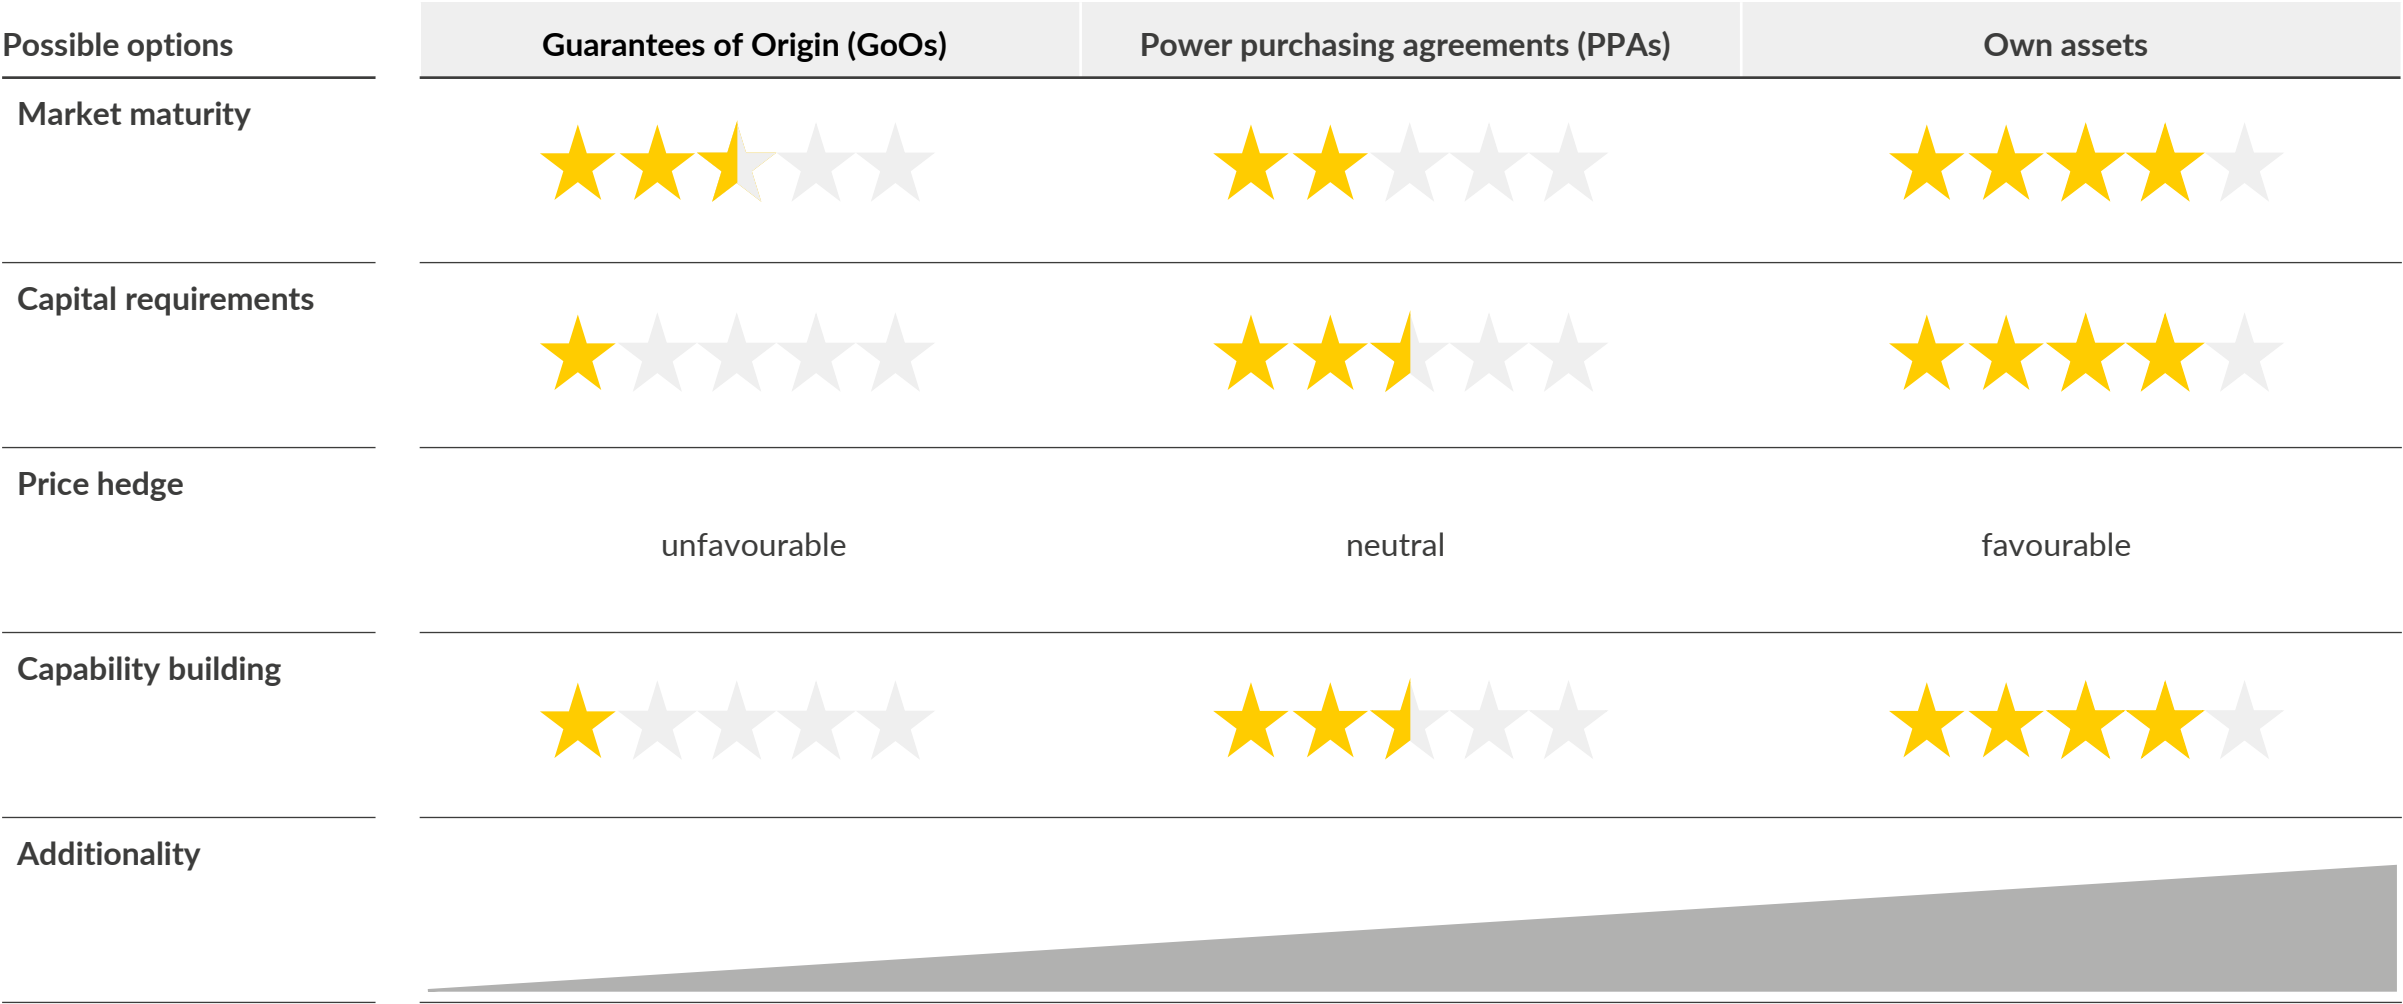 Possible options
Guarantees of Origin (GoOs)
Power purchasing agreements (PPAs)
Own assets
Market maturity
Capital requirements
Price hedge
unfavourable
neutral
favourable
Capability building
Additionality